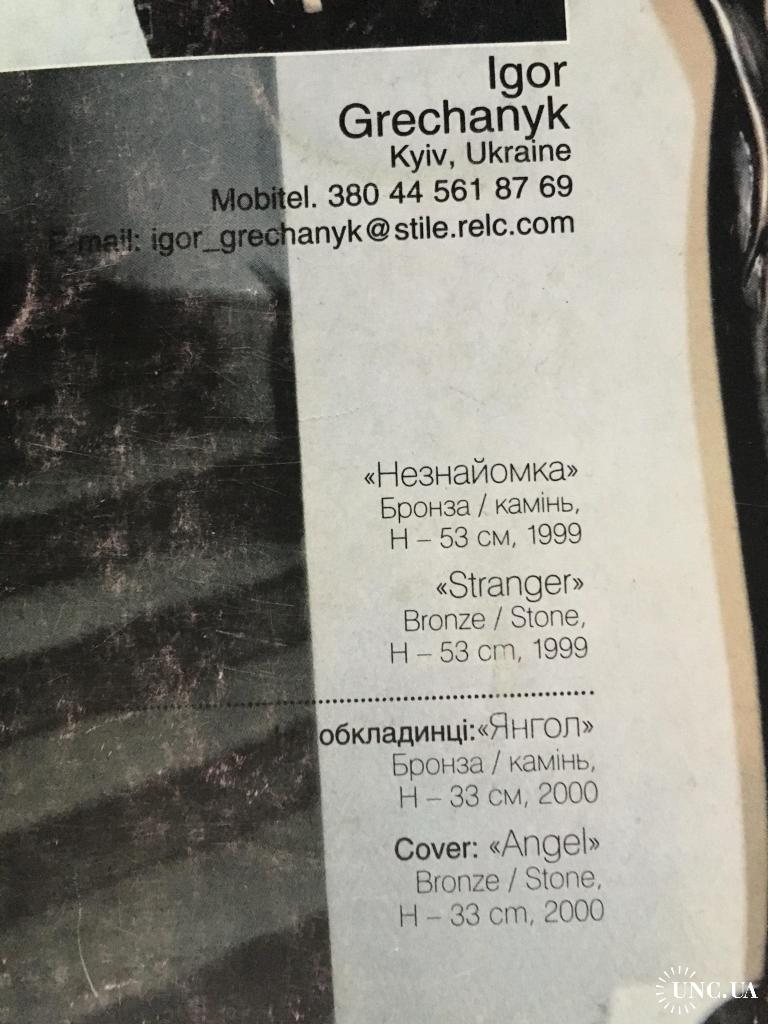 Igor
Grechanyk
Kyiv, Ukraine
Mobitel. 380 44 561 87 69
E-mail: igor_grechanyk@stile.relc.com
«Незнайомка»
Бронза / камінь,
Н – 53 см, 1999
«Stranger»
Bronze / Stone,
H – 53 cm, 1999
обкладинці:«Янгол»
Бронза / камінь,
Н – 33 см, 2000
Cover: «Angel»
Bronze / Stone,
H – 33 cm, 2000
UNC.UA